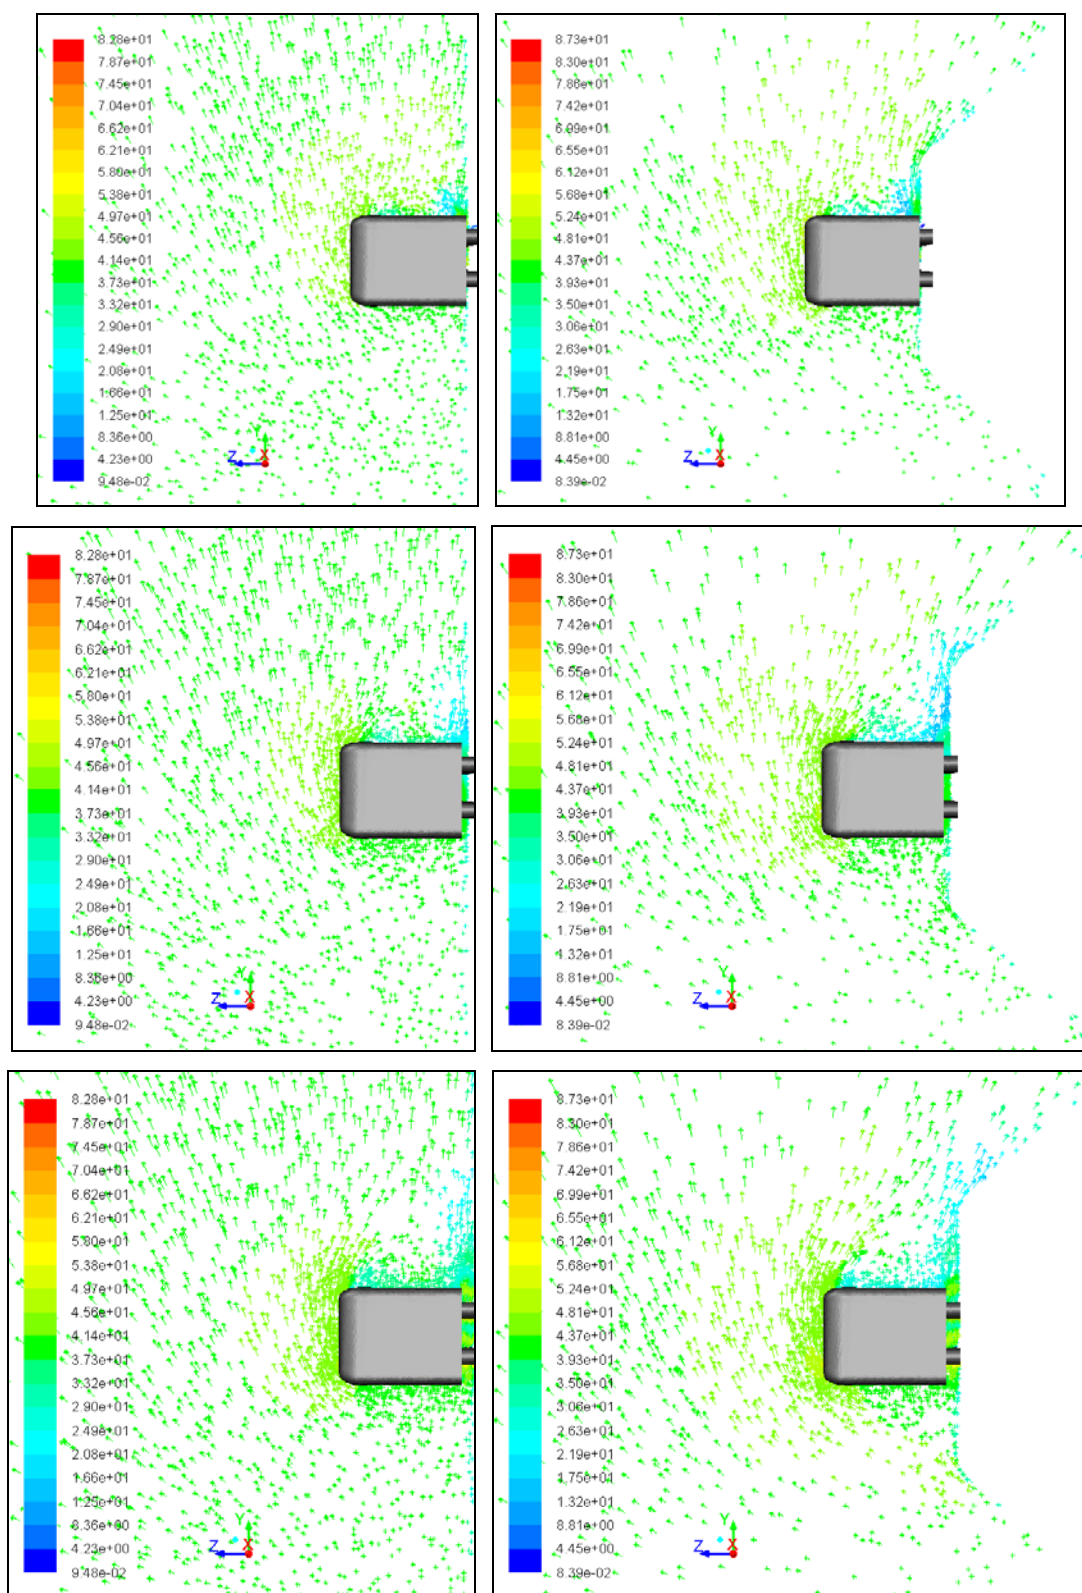 8.28e+01
7.87e+01
7.45e+01
7.04e+01
6.62e+01
6.21e+01
5.80e+01
5.38e+01
4.97e+01
4.56e+01
4.14e+01
3.73e+01
3.32e+01
2.90e+01
2.49e+01
2.08e+01
1.66e+01
1.25e+01
8.36e+00
4.23e+00
9.48e-02
Y
Z
X
8.73e+01
8.30e+01
7.86e+01
7.42e+01
6.99e+01
6.55e+01
6.12e+01
5.68e+01
5.24e+01
4.81e+01
4.37e+01
3.93e+01
3.50e+01
3.06e+01
2.63e+01
2.19e+01
1.75e+01
1.32e+01
8.81e+00
4.45e+00
8.39e-02
Y
Z
X
8.28e+01
7.87e+01
7.45e+01
7.04e+01
6.62e+01
6.21e+01
5.80e+01
5.38e+01
4.97e+01
4.56e+01
4.14e+01
3.73e+01
3.32e+01
2.90e+01
2.49e+01
2.08e+01
1.66e+01
1.25e+01
8.36e+00
4.23e+00
9.48e-02
Y
Z
X
8.73e+01
8.30e+01
7.86e+01
7.42e+01
6.99e+01
6.55e+01
6.12e+01
5.68e+01
5.24e+01
4.81e+01
4.37e+01
3.93e+01
3.50e+01
3.06e+01
2.63e+01
2.19e+01
1.75e+01
1.32e+01
8.81e+00
4.45e+00
8.39e-02
Y
Z
X
8.28e+01
7.87e+01
7.45e+01
7.04e+01
6.62e+01
6.21e+01
5.80e+01
5.38e+01
4.97e+01
4.56e+01
4.14e+01
3.73e+01
3.32e+01
2.90e+01
2.49e+01
2.08e+01
1.66e+01
1.25e+01
8.36e+00
4.23e+00
9.48e-02
Y
Z
X
8.73e+01
8.30e+01
7.86e+01
7.42e+01
6.99e+01
6.55e+01
6.12e+01
5.68e+01
5.24e+01
4.81e+01
4.37e+01
3.93e+01
3.50e+01
3.06e+01
2.63e+01
2.19e+01
1.75e+01
1.32e+01
8.81e+00
4.45e+00
8.39e-02
Y
Z
X